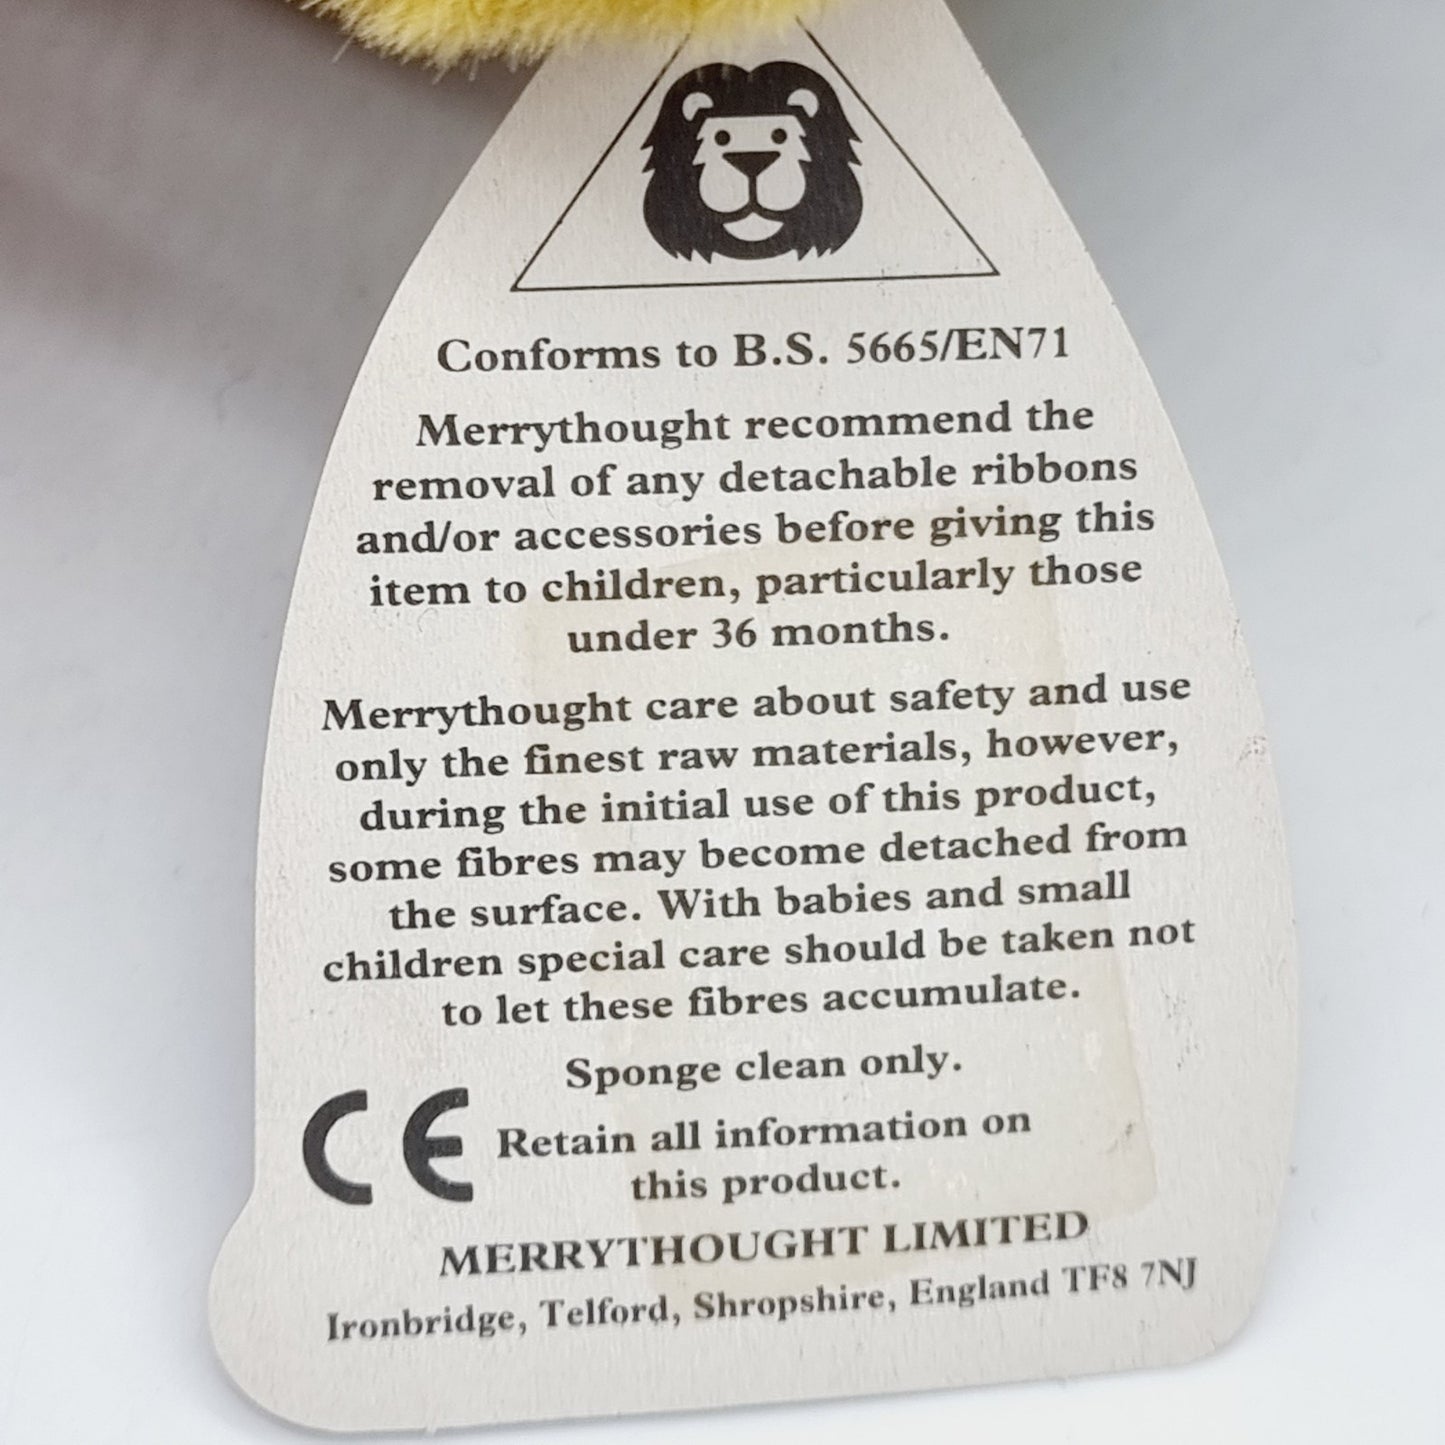 Conforms to B.S. 5665/EN71
Merrythought recommend the
removal of any detachable ribbons
and/or accessories before giving this
item to children, particularly those
under 36 months.
Merrythought care about safety and use
only the finest raw materials, however,
during the initial use of this product,
some fibres may become detached from
the surface. With babies and small
children special care should be taken not
to let these fibres accumulate.
Sponge clean only.
CE
Retain all information on
this product.
MERRYTHOUGHT LIMITED
Ironbridge, Telford, Shropshire, England TF8 7NJ